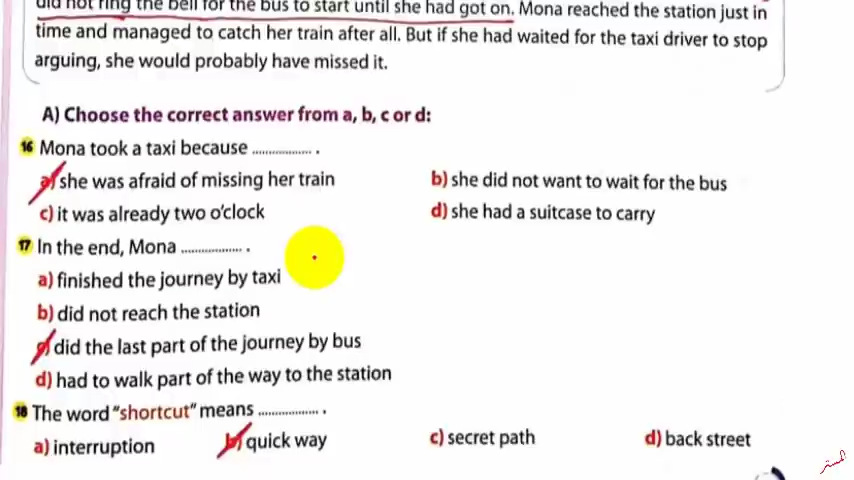 did not ring the bell for the bus to start until she had got on. Mona reached the station just in
time and managed to catch her train after all. But if she had waited for the taxi driver to stop
arguing, she would probably have missed it.
A) Choose the correct answer from a, b, c or d:
16 Mona took a taxi because .................. .
a) she was afraid of missing her train
b) she did not want to wait for the bus
c) it was already two o'clock
d) she had a suitcase to carry
17 In the end, Mona .................. .
a) finished the journey by taxi
b) did not reach the station
c) did the last part of the journey by bus
d) had to walk part of the way to the station
18 The word "shortcut" means .................. .
a) interruption
b) quick way
c) secret path
d) back street